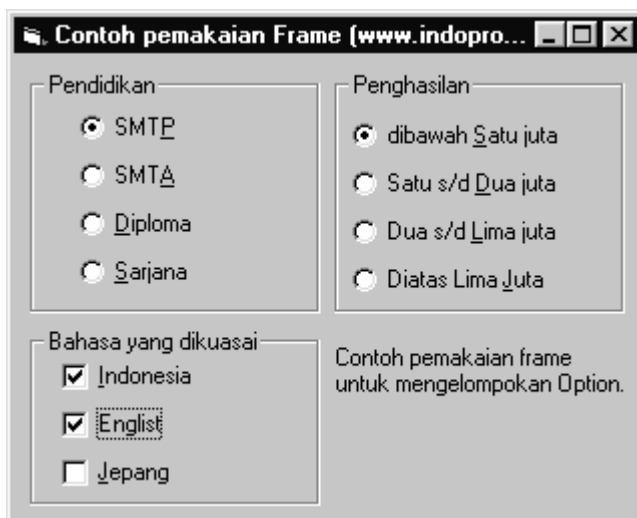 Contoh pemakaian Frame (www.indopro...
Pendidikan
SMTP
SMTA
Diploma
Sarjana
Penghasilan
dibawah Satu juta
Satu s/d Dua juta
Dua s/d Lima juta
Diatas Lima Juta
Bahasa yang dikuasai
Indonesia
Englist
Jepang
Contoh pemakaian frame
untuk mengelompokan Option.